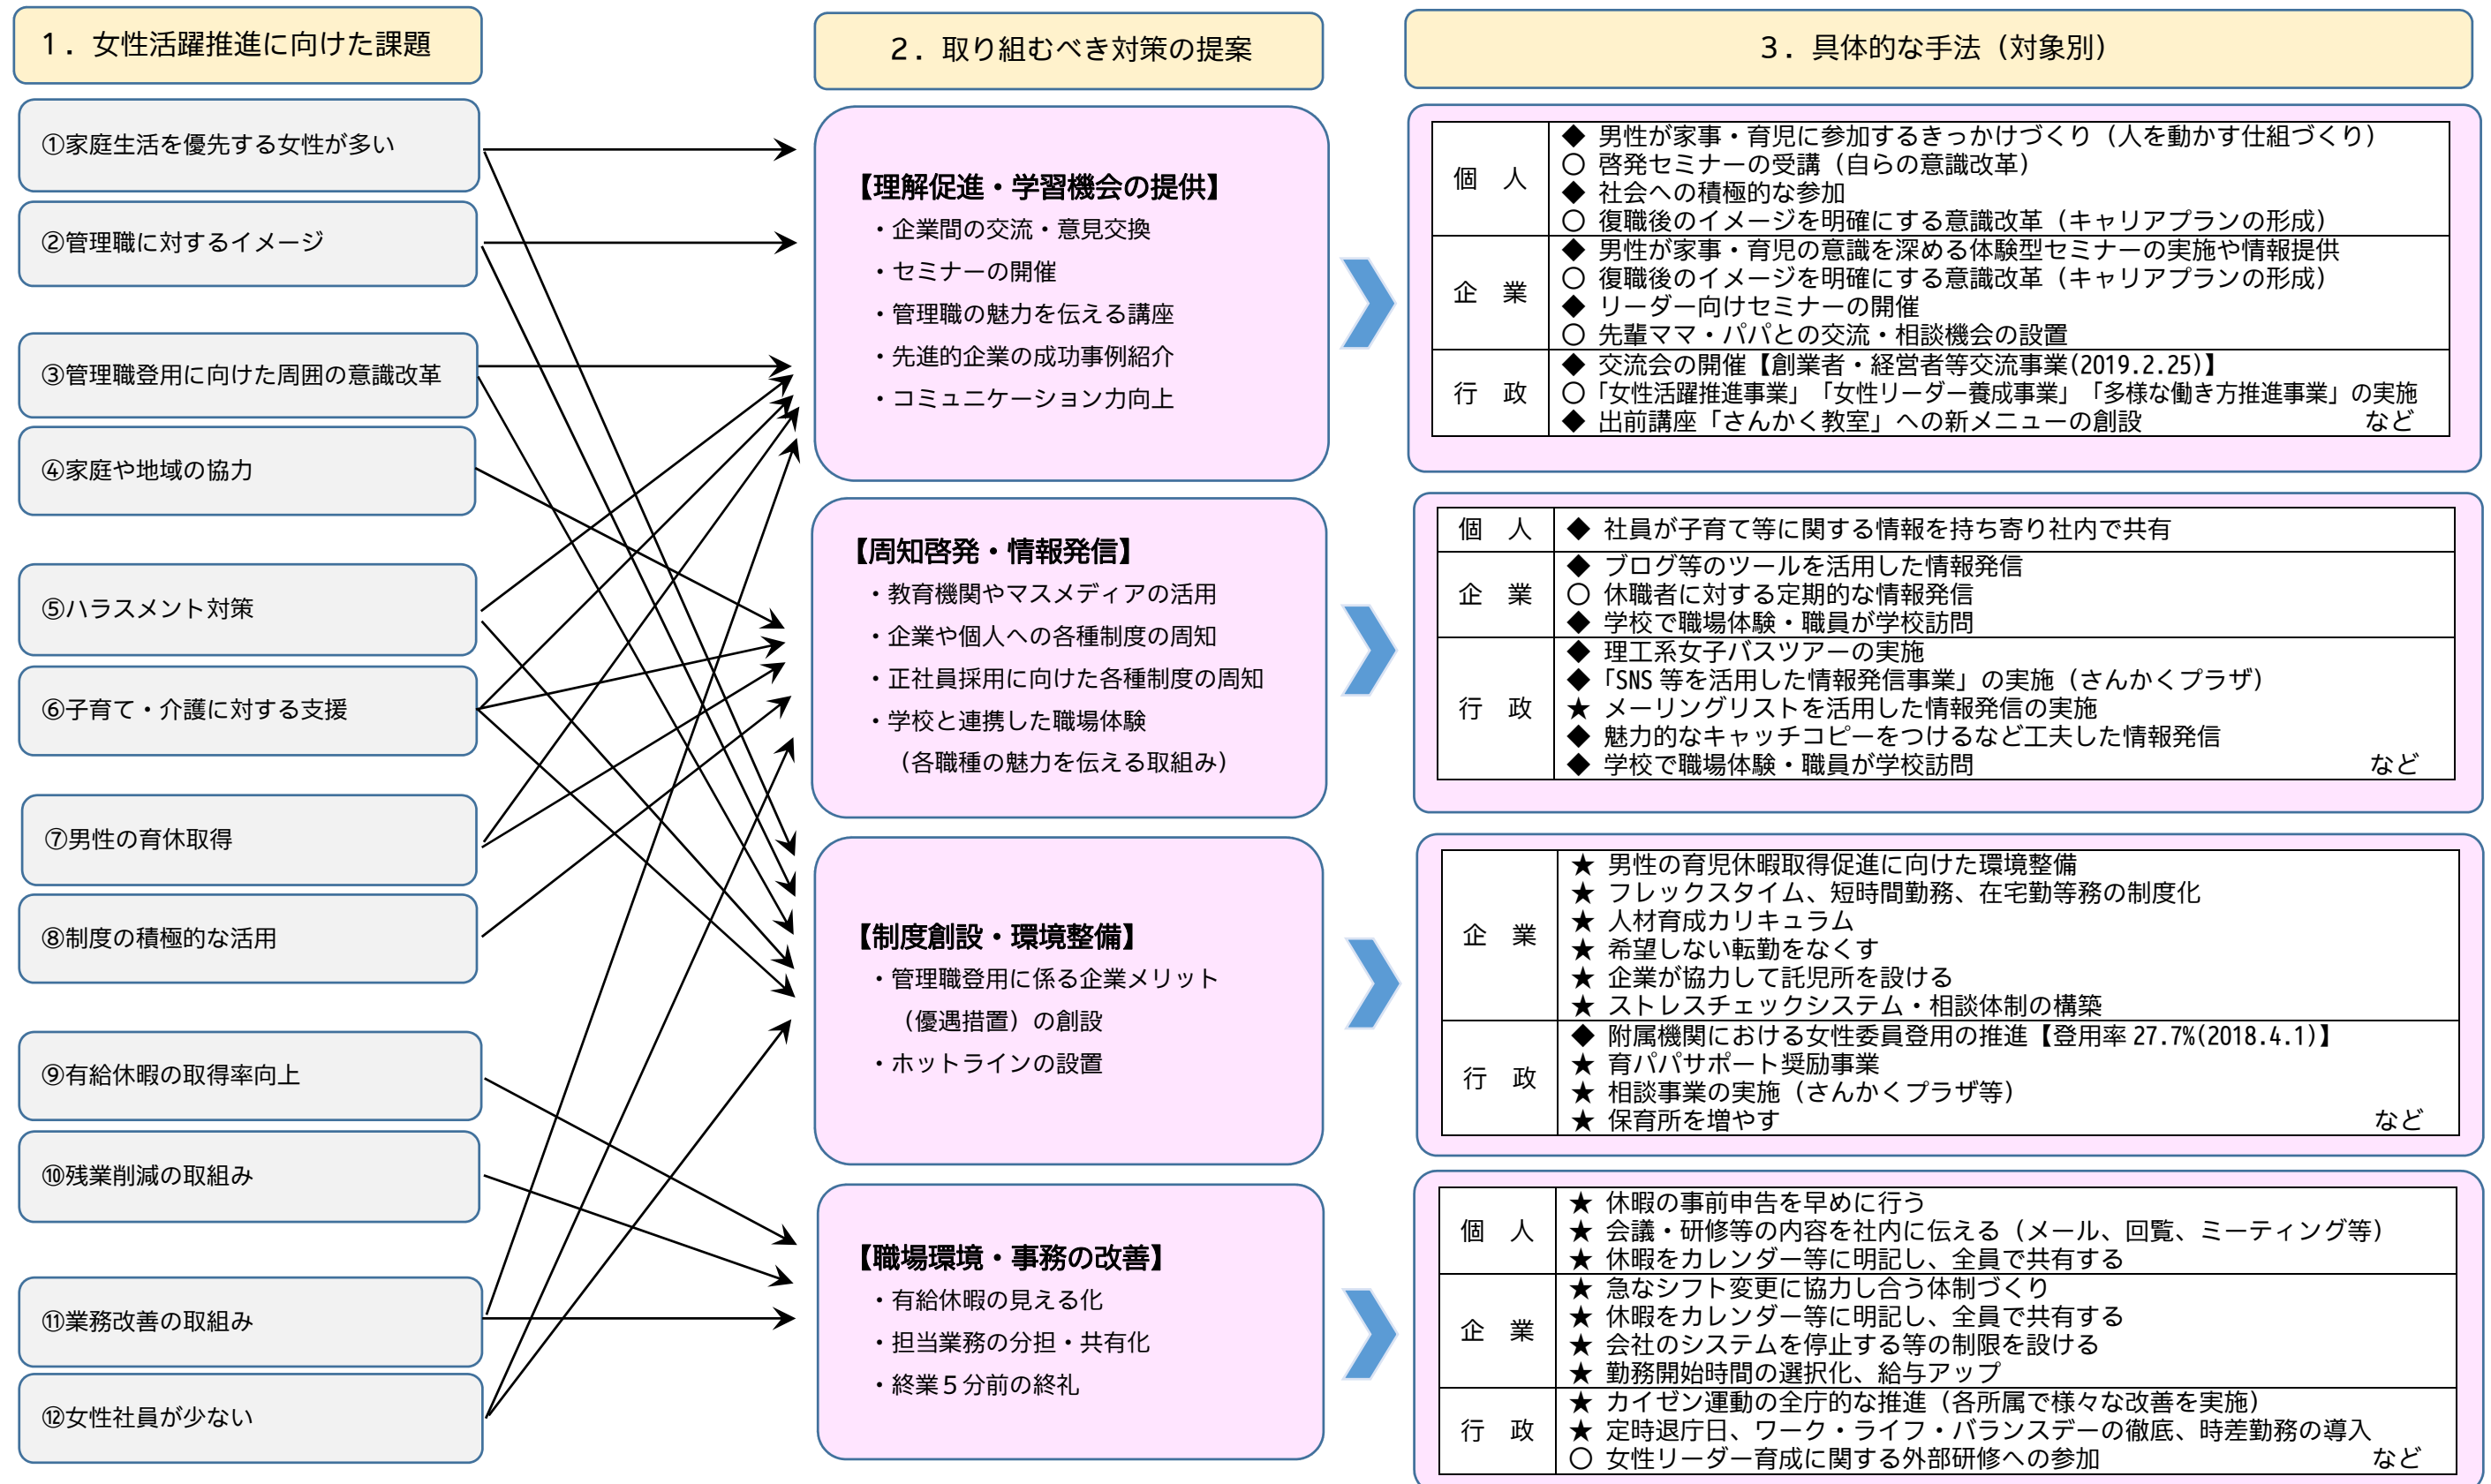 １．女性活躍推進に向けた課題
①家庭生活を優先する女性が多い
②管理職に対するイメージ
③管理職登用に向けた周囲の意識改革
④家庭や地域の協力
⑤ハラスメント対策
⑥子育て・介護に対する支援
⑦男性の育休取得
⑧制度の積極的な活用
⑨有給休暇の取得率向上
⑩残業削減の取組み
⑪業務改善の取組み
⑫女性社員が少ない
２．取り組むべき対策の提案
【理解促進・学習機会の提供】
・企業間の交流・意見交換
・セミナーの開催
・管理職の魅力を伝える講座
・先進的企業の成功事例紹介
・コミュニケーション力向上
【周知啓発・情報発信】
・教育機関やマスメディアの活用
・企業や個人への各種制度の周知
・正社員採用に向けた各種制度の周知
・学校と連携した職場体験
（各職種の魅力を伝える取組み）
【制度創設・環境整備】
・管理職登用に係る企業メリット
（優遇措置）の創設
・ホットラインの設置
【職場環境・事務の改善】
・有給休暇の見える化
・担当業務の分担・共有化
・終業５分前の終礼
３．具体的な手法（対象別）
個　人
◆ 男性が家事・育児に参加するきっかけづくり（人を動かす仕組づくり）
○ 啓発セミナーの受講（自らの意識改革）
◆ 社会への積極的な参加
○ 復職後のイメージを明確にする意識改革（キャリアプランの形成）
企　業
◆ 男性が家事・育児の意識を深める体験型セミナーの実施や情報提供
○ 復職後のイメージを明確にする意識改革（キャリアプランの形成）
◆ リーダー向けセミナーの開催
○ 先輩ママ・パパとの交流・相談機会の設置
行　政
◆ 交流会の開催【創業者・経営者等交流事業(2019.2.25)】
○「女性活躍推進事業」「女性リーダー養成事業」「多様な働き方推進事業」の実施
◆ 出前講座「さんかく教室」への新メニューの創設　など
個　人
◆ 社員が子育て等に関する情報を持ち寄り社内で共有
企　業
◆ ブログ等のツールを活用した情報発信
○ 休職者に対する定期的な情報発信
◆ 学校で職場体験・職員が学校訪問
行　政
◆ 理工系女子バスツアーの実施
◆「SNS 等を活用した情報発信事業」の実施（さんかくプラザ）
★ メーリングリストを活用した情報発信の実施
◆ 魅力的なキャッチコピーをつけるなど工夫した情報発信
◆ 学校で職場体験・職員が学校訪問　など
企　業
★ 男性の育児休暇取得促進に向けた環境整備
★ フレックスタイム、短時間勤務、在宅勤等務の制度化
★ 人材育成カリキュラム
★ 希望しない転勤をなくす
★ 企業が協力して託児所を設ける
★ ストレスチェックシステム・相談体制の構築
行　政
◆ 附属機関における女性委員登用の推進【登用率 27.7%(2018.4.1)】
★ 育パパサポート奨励事業
★ 相談事業の実施（さんかくプラザ等）
★ 保育所を増やす　など
個　人
★ 休暇の事前申告を早めに行う
★ 会議・研修等の内容を社内に伝える（メール、回覧、ミーティング等）
★ 休暇をカレンダー等に明記し、全員で共有する
企　業
★ 急なシフト変更に協力し合う体制づくり
★ 休暇をカレンダー等に明記し、全員で共有する
★ 会社のシステムを停止する等の制限を設ける
★ 勤務開始時間の選択化、給与アップ
行　政
★ カイゼン運動の全庁的な推進（各所属で様々な改善を実施）
★ 定時退庁日、ワーク・ライフ・バランスデーの徹底、時差勤務の導入
○ 女性リーダー育成に関する外部研修への参加　など